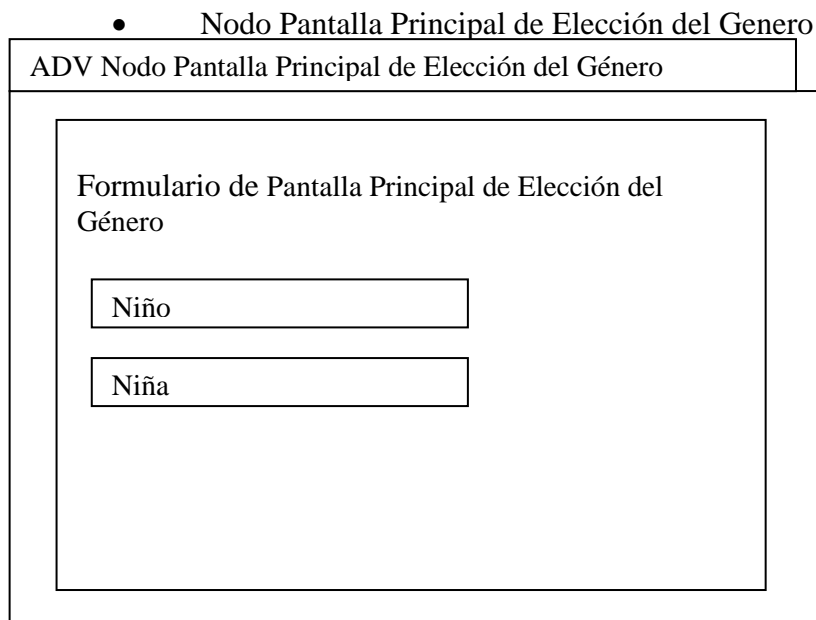 • Nodo Pantalla Principal de Elección del Genero
ADV Nodo Pantalla Principal de Elección del Género
Formulario de Pantalla Principal de Elección del
Género
Niño
Niña